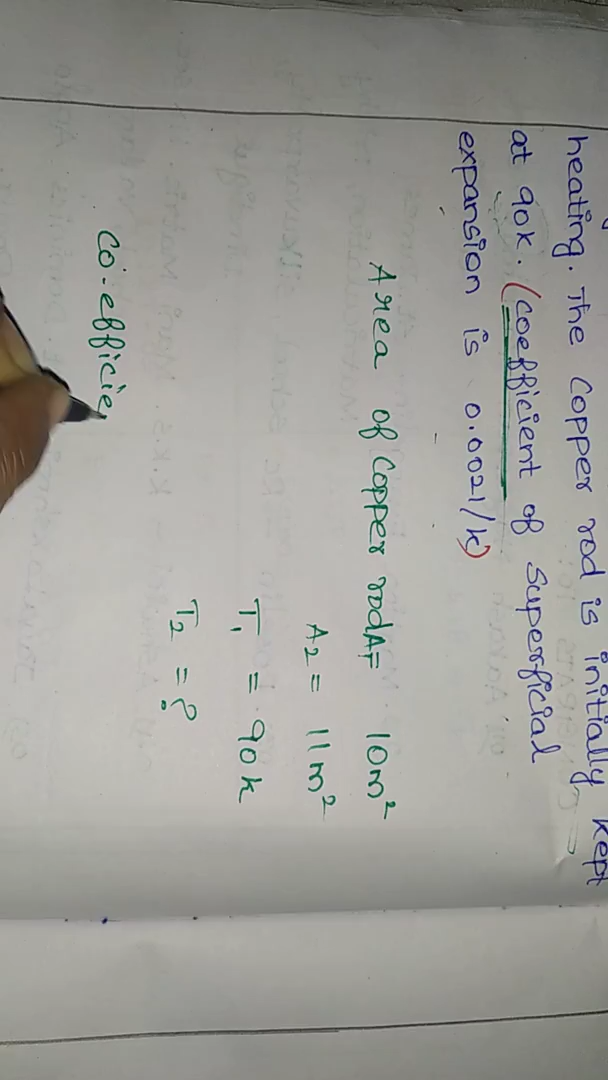 heating. The copper rod is initially kept
at 90k. (coefficient of superficial
expansion is 0.0021/k)
Area of Copper rod A₁= 10m²
A₂ = 11m²
T₁ = 90k
T₂ = ?
Co-efficie